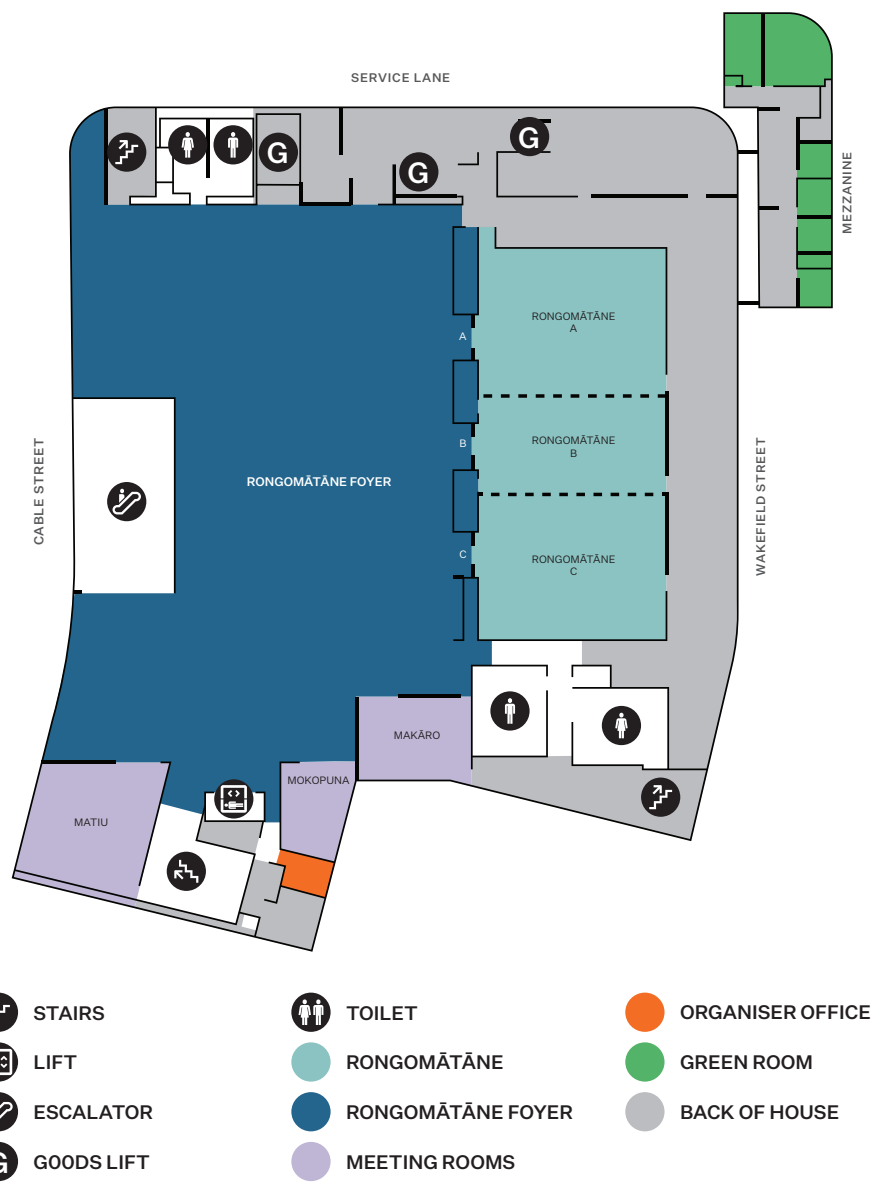 SERVICE LANE
MEZZANINE
G
G
G
RONGOMĀTĀNE
A
A
CABLE STREET
RONGOMĀTĀNE FOYER
B
RONGOMĀTĀNE
B
WAKEFIELD STREET
C
RONGOMĀTĀNE
C
MAKĀRO
MOKOPUNA
MATIU
STAIRS
TOILET
ORGANISER OFFICE
LIFT
RONGOMĀTĀNE
GREEN ROOM
ESCALATOR
RONGOMĀTĀNE FOYER
BACK OF HOUSE
G
GOODS LIFT
MEETING ROOMS